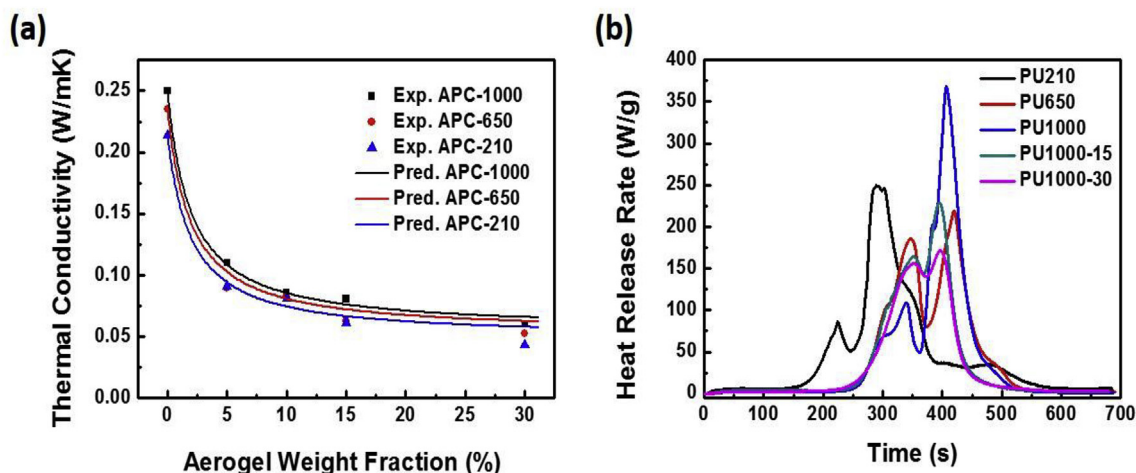 (a)
Thermal Conductivity (W/mK)
0.25
0.20
0.15
0.10
0.05
0.00
Exp. APC-1000
Exp. APC-650
Exp. APC-210
Pred. APC-1000
Pred. APC-650
Pred. APC-210
0 5 10 15 20 25 30
Aerogel Weight Fraction (%)
(b)
Heat Release Rate (W/g)
400
350
300
250
200
150
100
50
0
PU210
PU650
PU1000
PU1000-15
PU1000-30
0 100 200 300 400 500 600 700
Time (s)